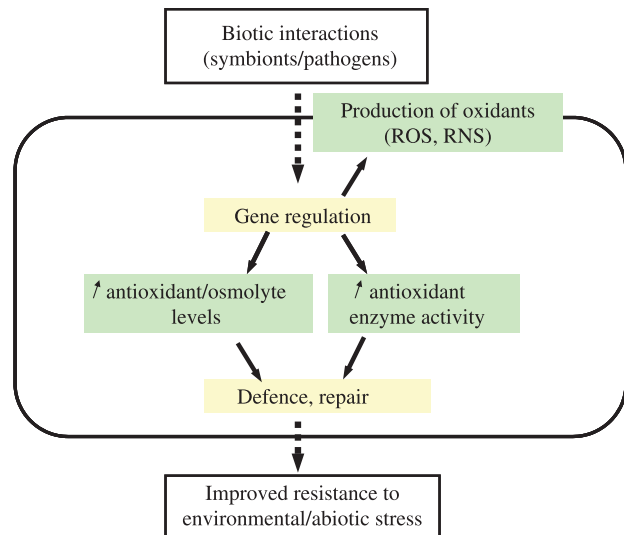 Biotic interactions
(symbionts/pathogens)
Production of oxidants
(ROS, RNS)
Gene regulation
↗ antioxidant/osmolyte
levels
↗ antioxidant
enzyme activity
Defence, repair
Improved resistance to
environmental/abiotic stress